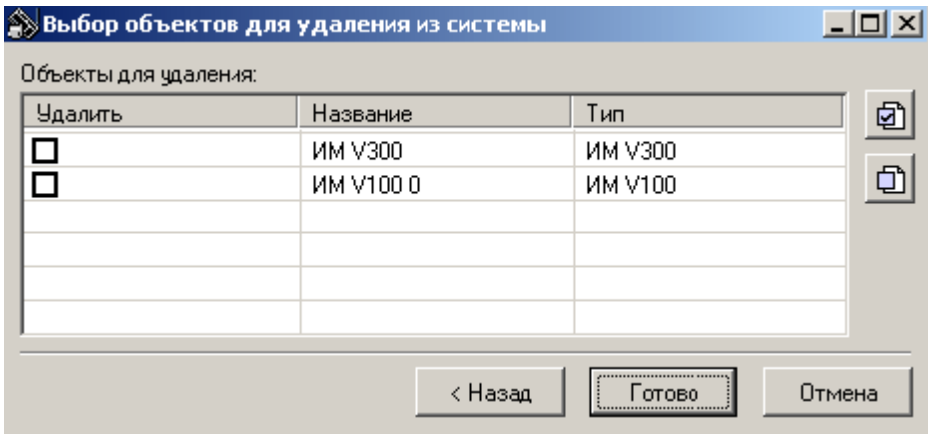 Выбор объектов для удаления из системы
Объекты для удаления:
Удалить Название Тип
ИМ V300 ИМ V300
ИМ V100 0 ИМ V100
< Назад Готово Отмена